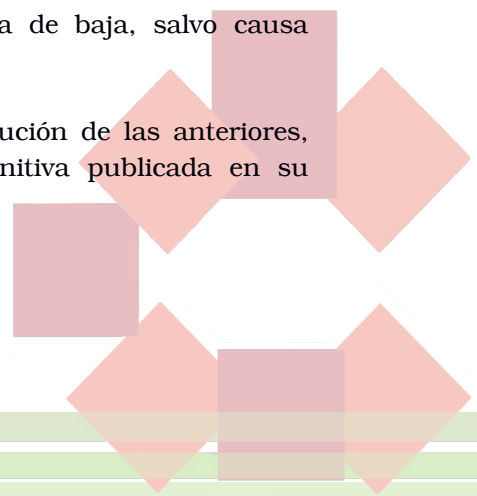 a de baja, salvo causa
ución de las anteriores,
nitiva publicada en su